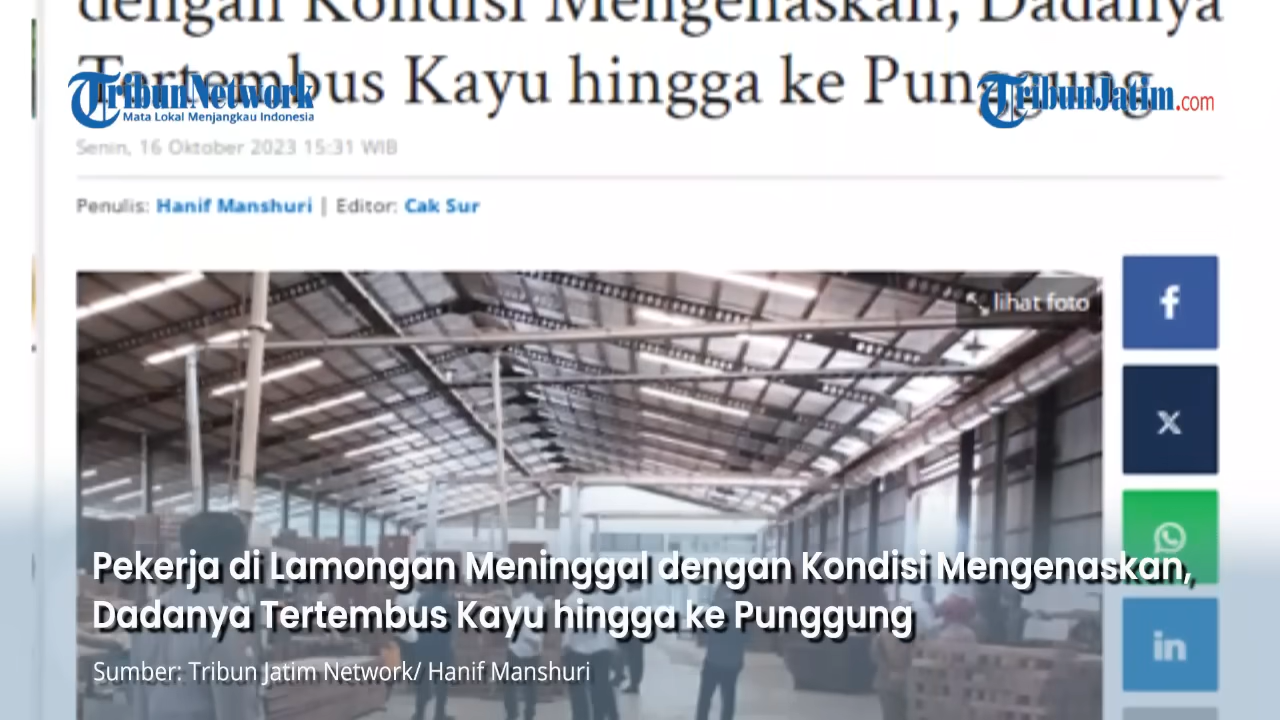 dengan Kondisi Mengenaskan, Dadanya
Tertembus Kayu hingga ke Punggung
TribunNetwork
Mata Lokal Menjangkau Indonesia
TribunJatim.com
Senin, 16 Oktober 2023 15:31 WIB
Penulis: Hanif Manshuri | Editor: Cak Sur
lihat foto
f
X
in
Pekerja di Lamongan Meninggal dengan Kondisi Mengenaskan,
Dadanya Tertembus Kayu hingga ke Punggung
Sumber: Tribun Jatim Network/ Hanif Manshuri